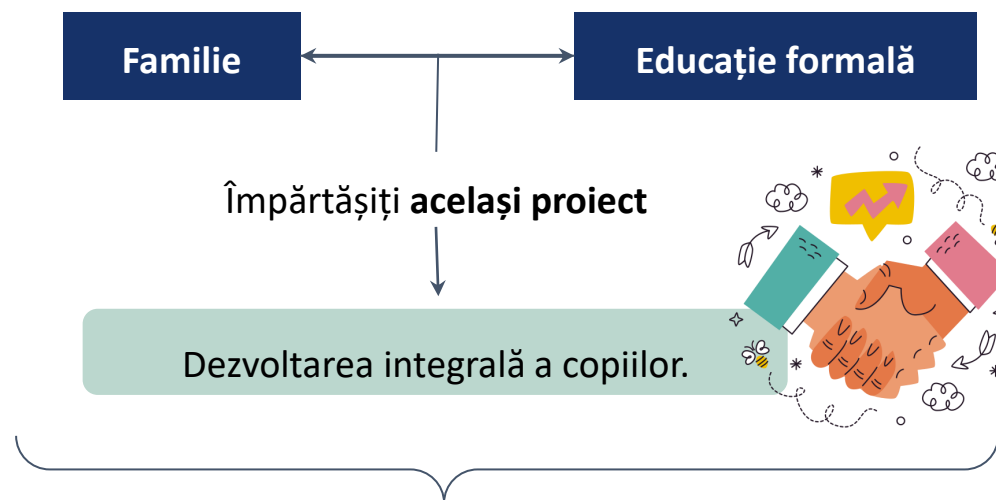 Familie
Educație formală
Împărtășiți același proiect
Dezvoltarea integrală a copiilor.